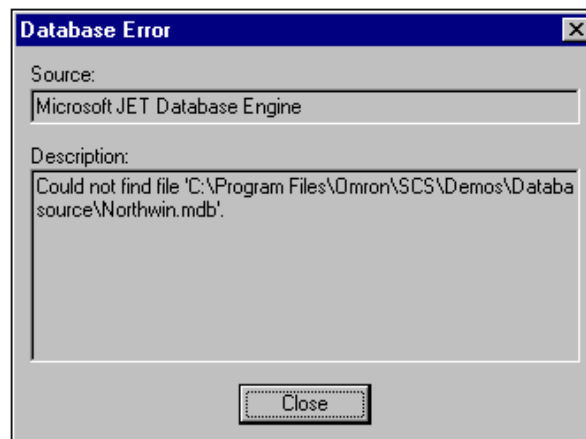 Database Error
Source:
Microsoft JET Database Engine
Description:
Could not find file 'C:\Program Files\Omron\SCS\Demos\Databa
source\Northwin.mdb'.
Close